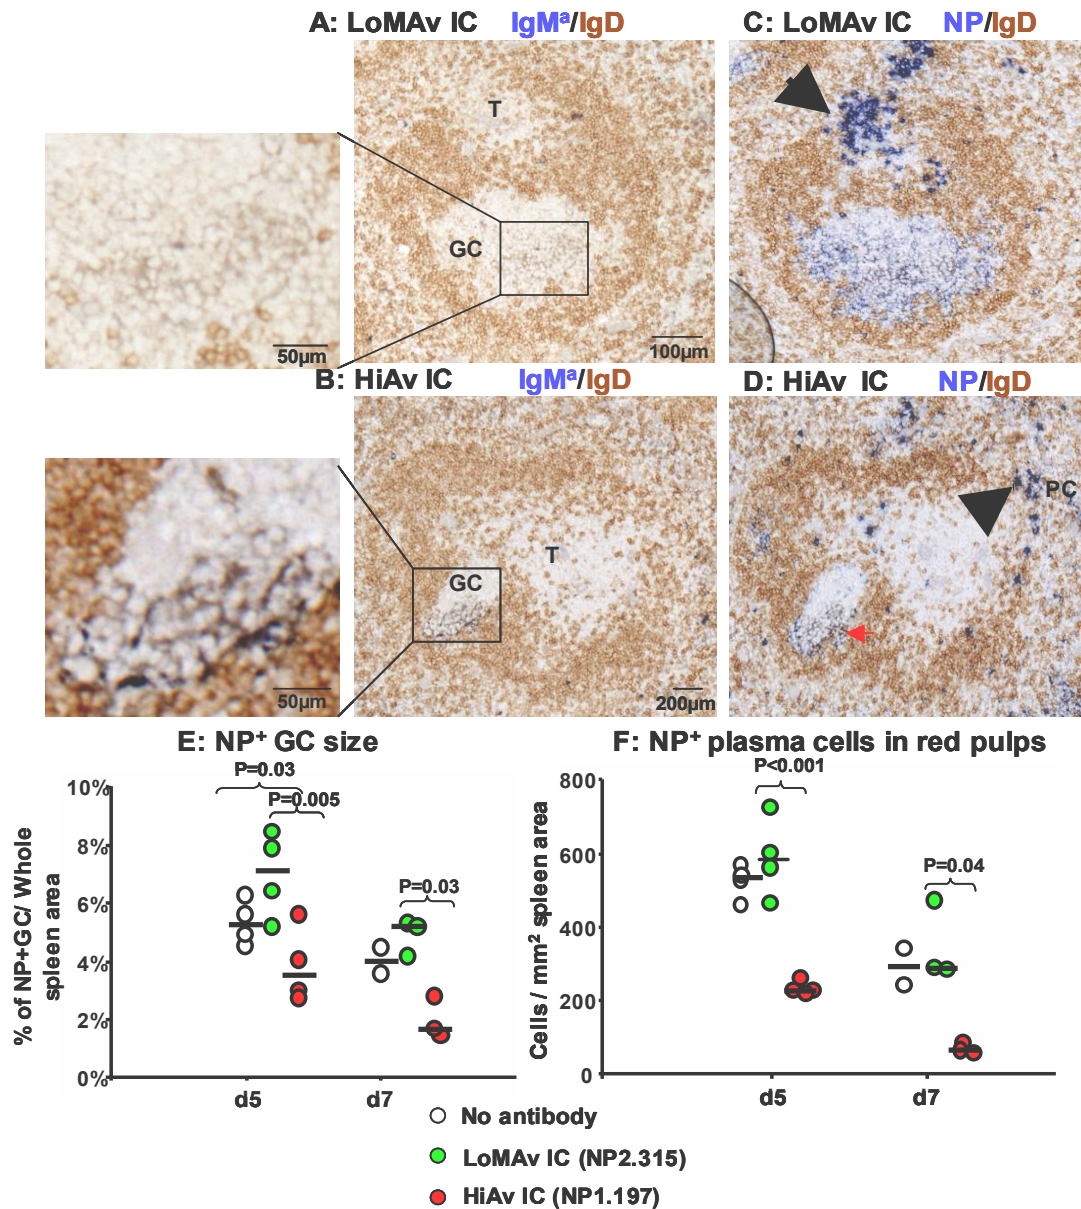 A: LoMAv IC IgMᵃ/IgD
C: LoMAv IC NP/IgD
T
GC
50µm
100µm
B: HiAv IC IgMᵃ/IgD
D: HiAv IC NP/IgD
PC
T
GC
50µm
200µm
E: NP⁺ GC size
F: NP⁺ plasma cells in red pulps
P=0.03
P=0.005
P=0.03
10%
8%
6%
4%
2%
0%
% of NP+GC/ Whole
spleen area
d5
d7
P<0.001
P=0.04
800
600
400
200
0
Cells / mm² spleen area
d5
d7
No antibody
LoMAv IC (NP2.315)
HiAv IC (NP1.197)